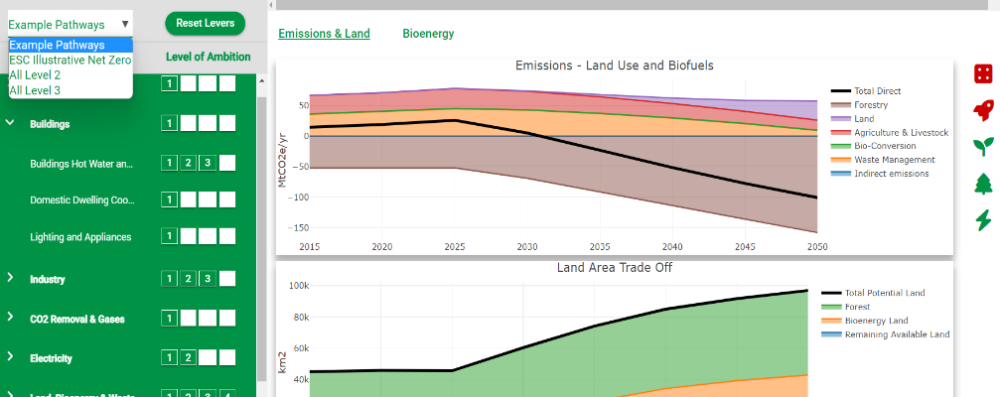 Example Pathways ▼
Reset Levers
Example Pathways
ESC Illustrative Net Zero
All Level 2
All Level 3
Level of Ambition
1
Buildings
1
Buildings Hot Water an...
1 2 3
Domestic Dwelling Coo...
1
Lighting and Appliances
1
Industry
1 2 3
CO2 Removal & Gases
1
Electricity
1 2
Land, Bioenergy & Waste
1 2 3 4
Emissions & Land
Bioenergy
Emissions - Land Use and Biofuels
MtCO2e/yr
50
0
−50
−100
−150
2015 2020 2025 2030 2035 2040 2045 2050
Total Direct
Forestry
Land
Agriculture & Livestock
Bio-Conversion
Waste Management
Indirect emissions
Land Area Trade Off
km2
100k
80k
60k
40k
Total Potential Land
Forest
Bioenergy Land
Remaining Available Land